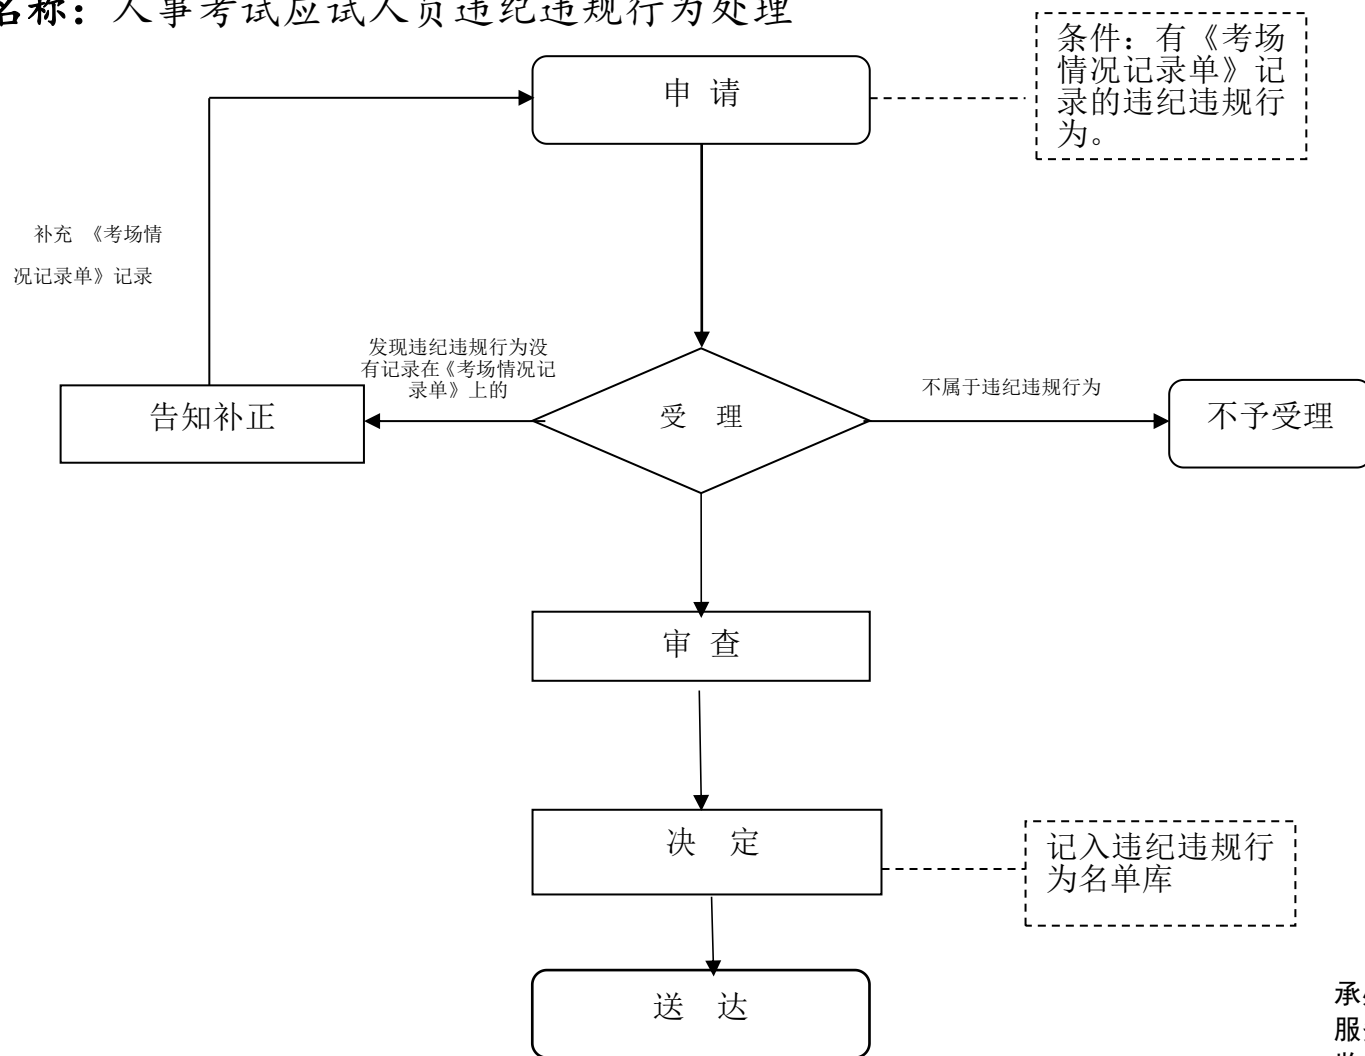 名称：人事考试应试人员违纪违规行为处理
条件：有《考场
情况记录单》记
录的违纪违规行
为。
申 请
补充 《考场情
况记录单》记录
发现违纪违规行为没
有记录在《考场情况记
录单》上的
不属于违纪违规行为
告知补正
受 理
不予受理
审 查
决 定
记入违纪违规行
为名单库
送 达
承
服